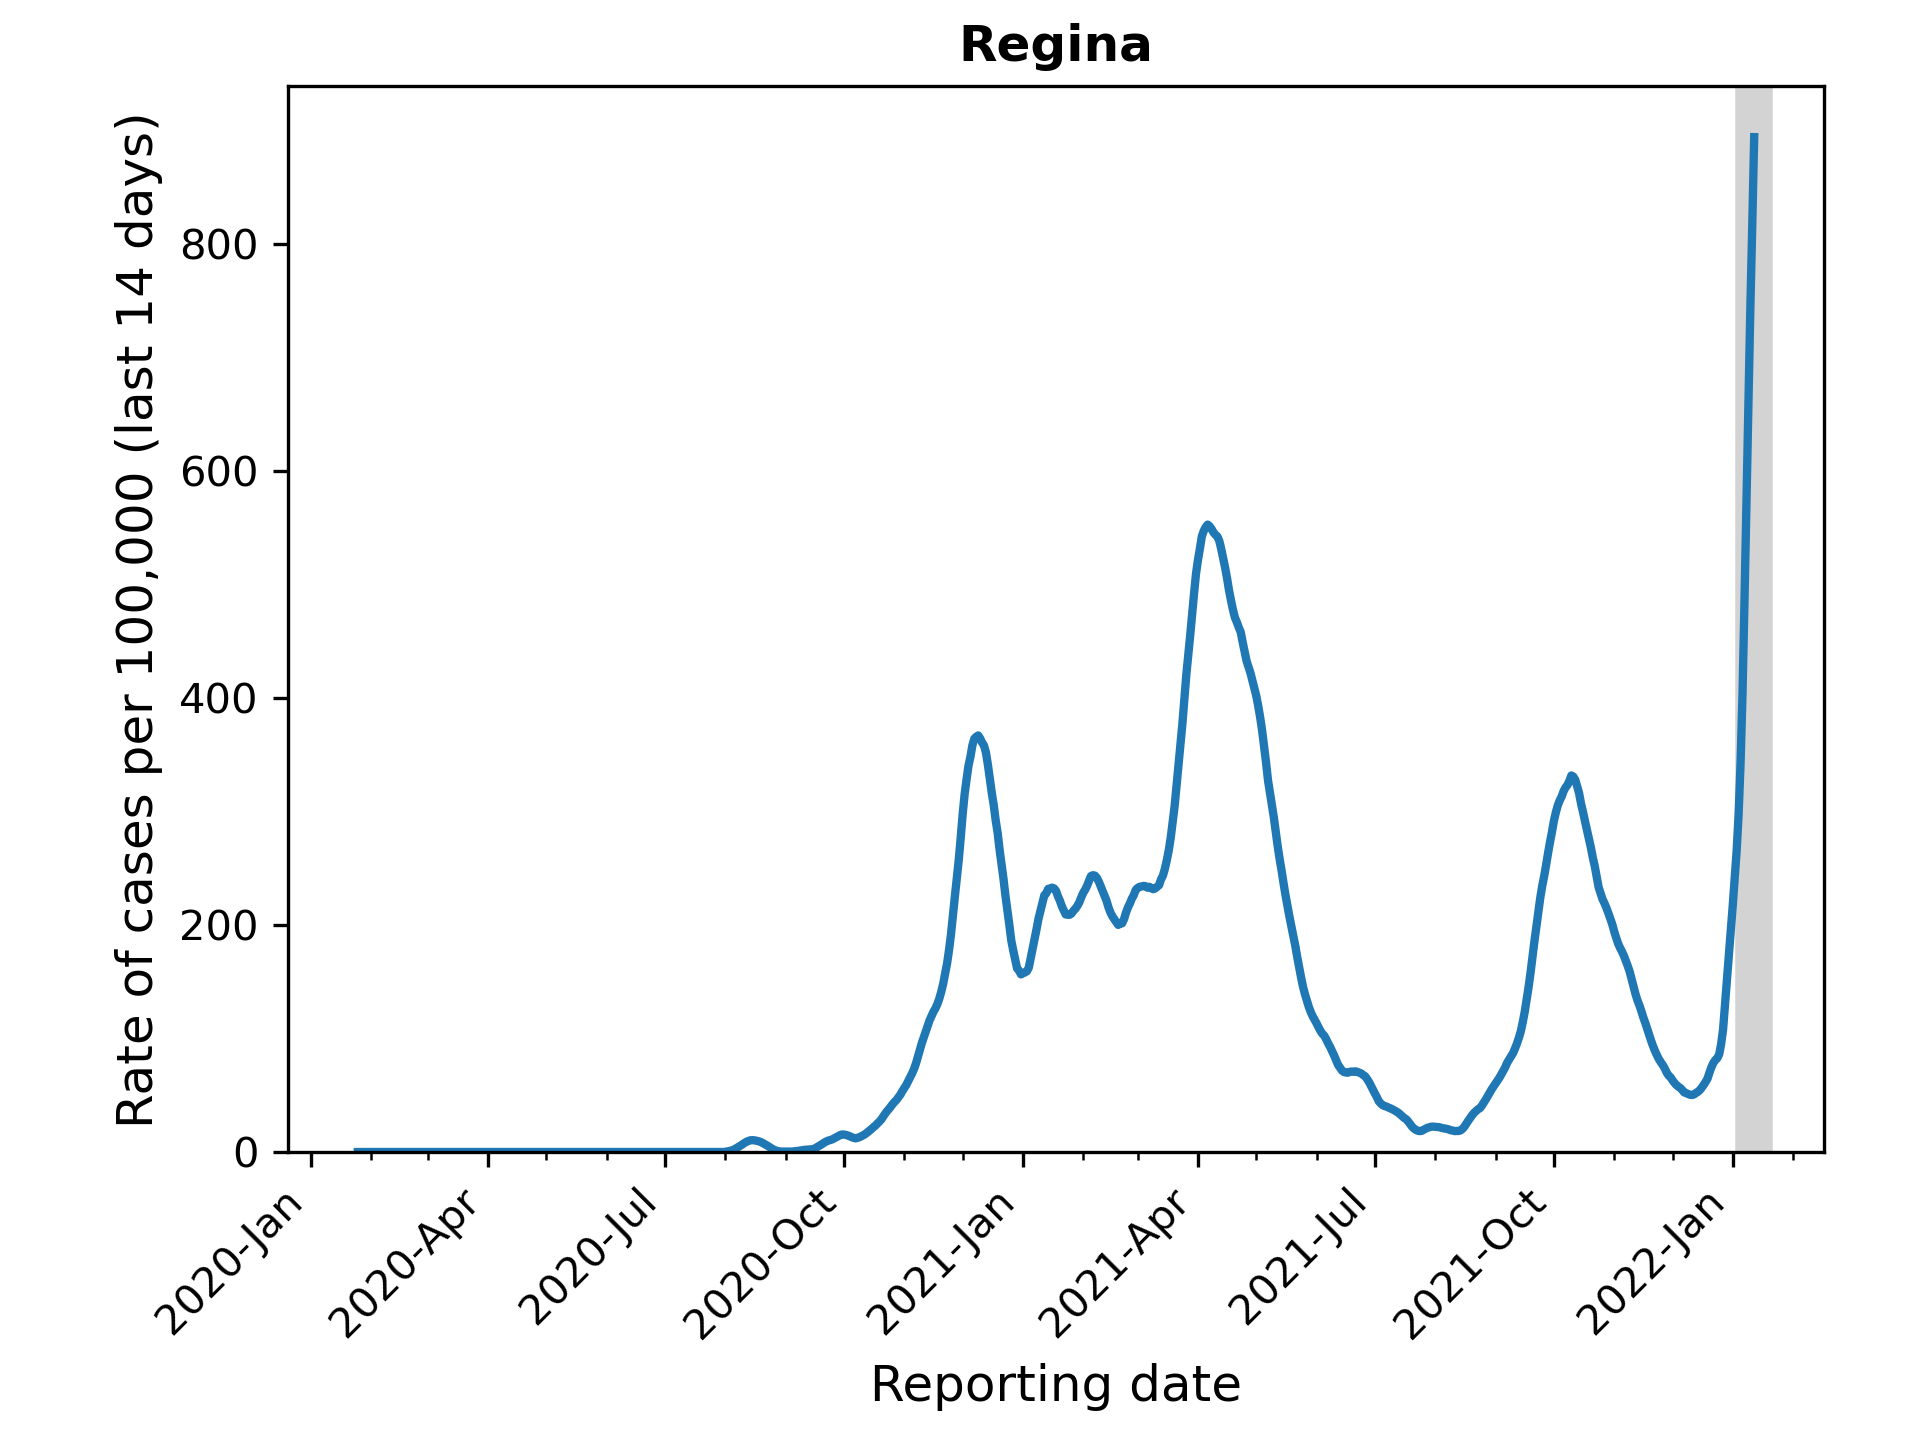 Regina
Rate of cases per 100,000 (last 14 days)
800
600
400
200
0
2020-Jan
2020-Apr
2020-Jul
2020-Oct
2021-Jan
2021-Apr
2021-Jul
2021-Oct
2022-Jan
Reporting date